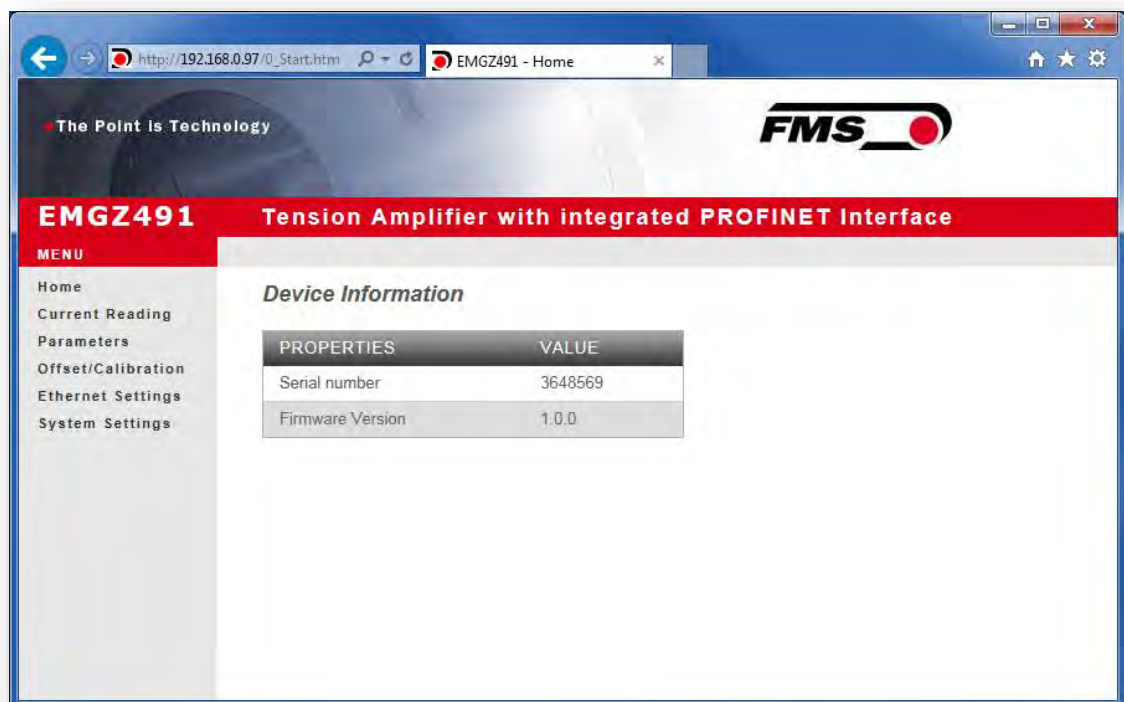 http://192.168.0.97/0_Start.htm
EMGZ491 - Home
The Point is Technology
FMS
EMGZ491 Tension Amplifier with integrated PROFINET Interface
MENU
Home
Current Reading
Parameters
Offset/Calibration
Ethernet Settings
System Settings
Device Information
PROPERTIES VALUE
Serial number 3648569
Firmware Version 1.0.0